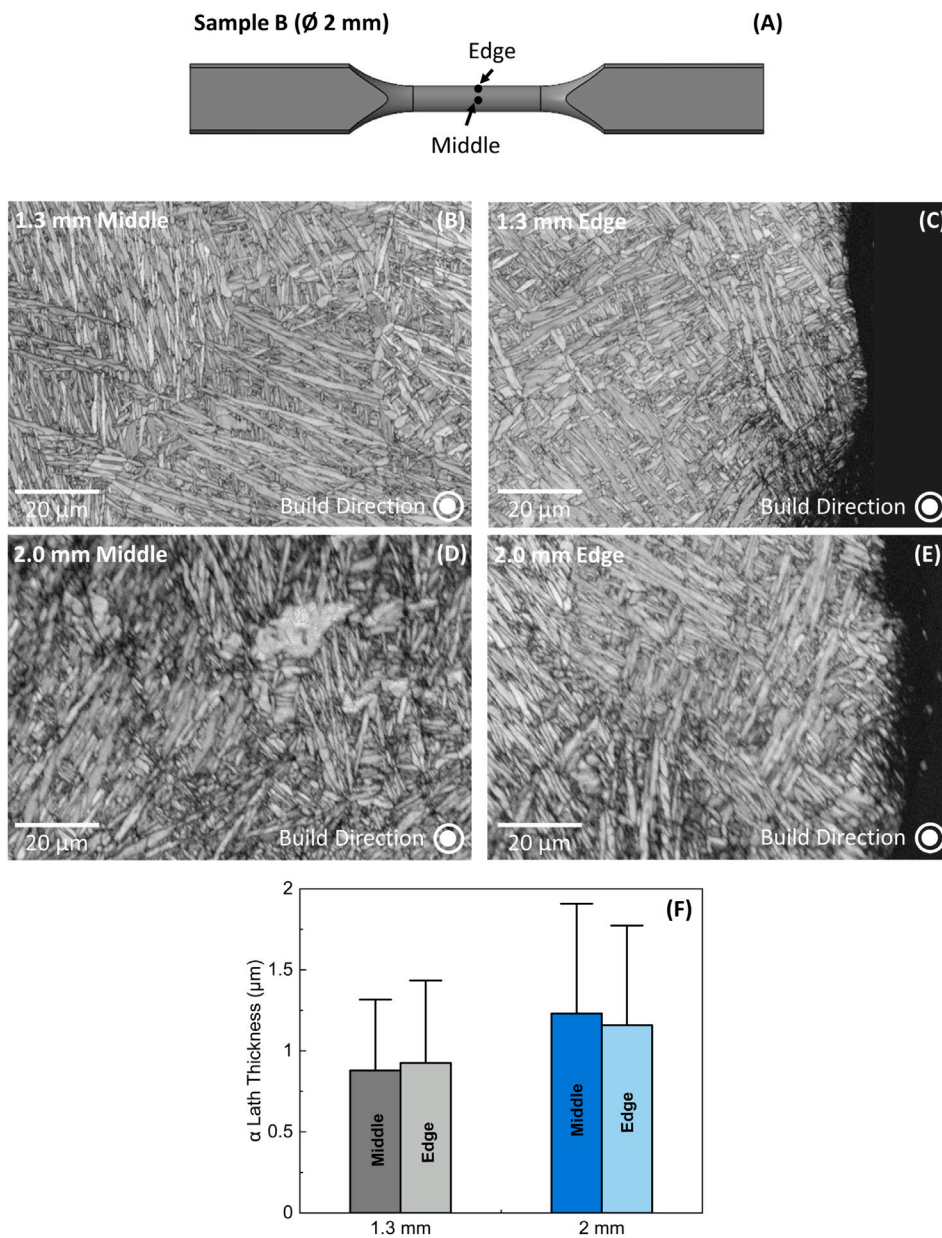 Sample B (Ø 2 mm)
(A)
Edge
Middle
1.3 mm Middle
(B)
20 µm
Build Direction
1.3 mm Edge
(C)
20 µm
Build Direction
2.0 mm Middle
(D)
20 µm
Build Direction
2.0 mm Edge
(E)
20 µm
Build Direction
(F)
α Lath Thickness (µm)
2
1.5
1
0.5
0
Middle
Edge
Middle
Edge
1.3 mm
2 mm